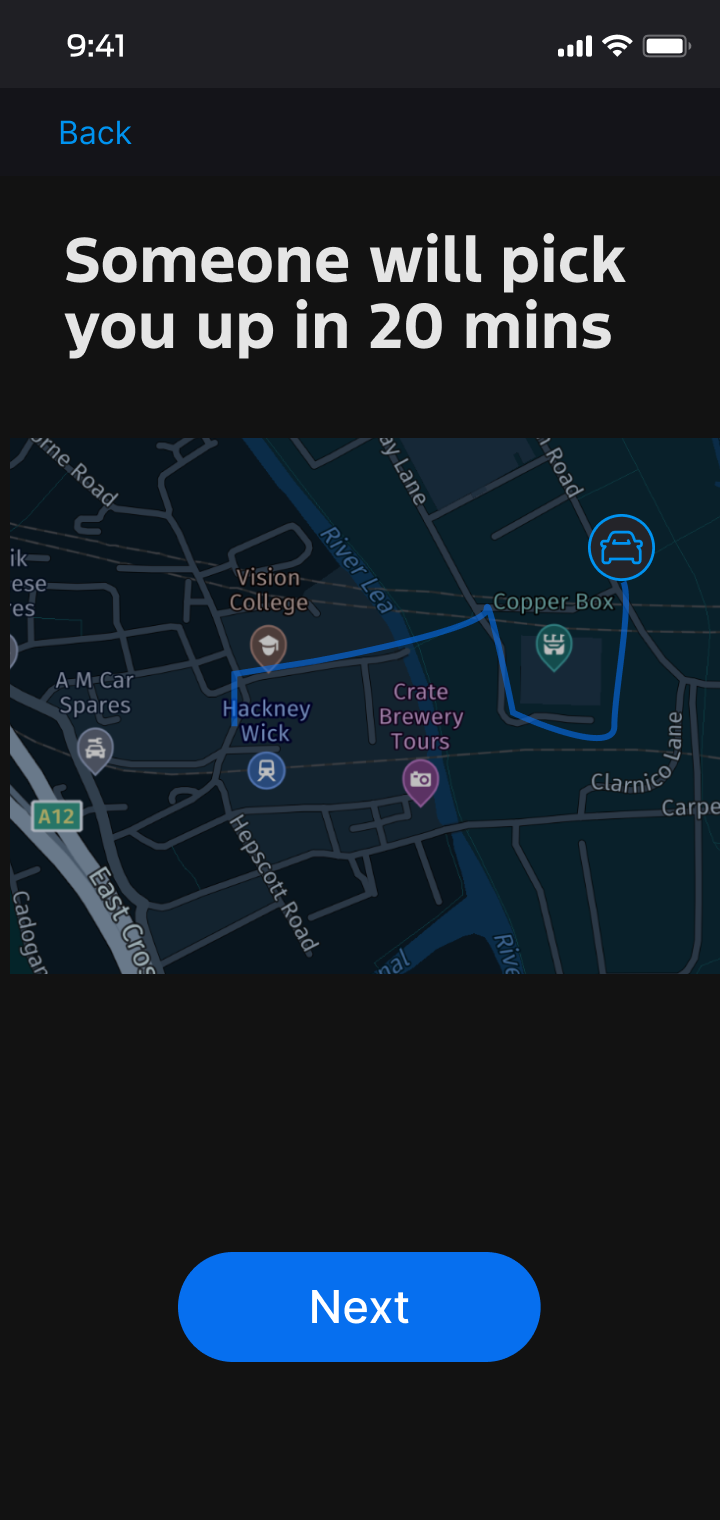 9:41
Back
Someone will pick
you up in 20 mins
orne Road
ay Lane
Road
River Lea
ik
ese
es
Vision
College
Copper Box
A M Car
Spares
Hackney
Wick
Crate
Brewery
Tours
Clarnico Lane
Carpe
A12
Hepscott Road
East Cros
Cadogan
nal
Rive
Next